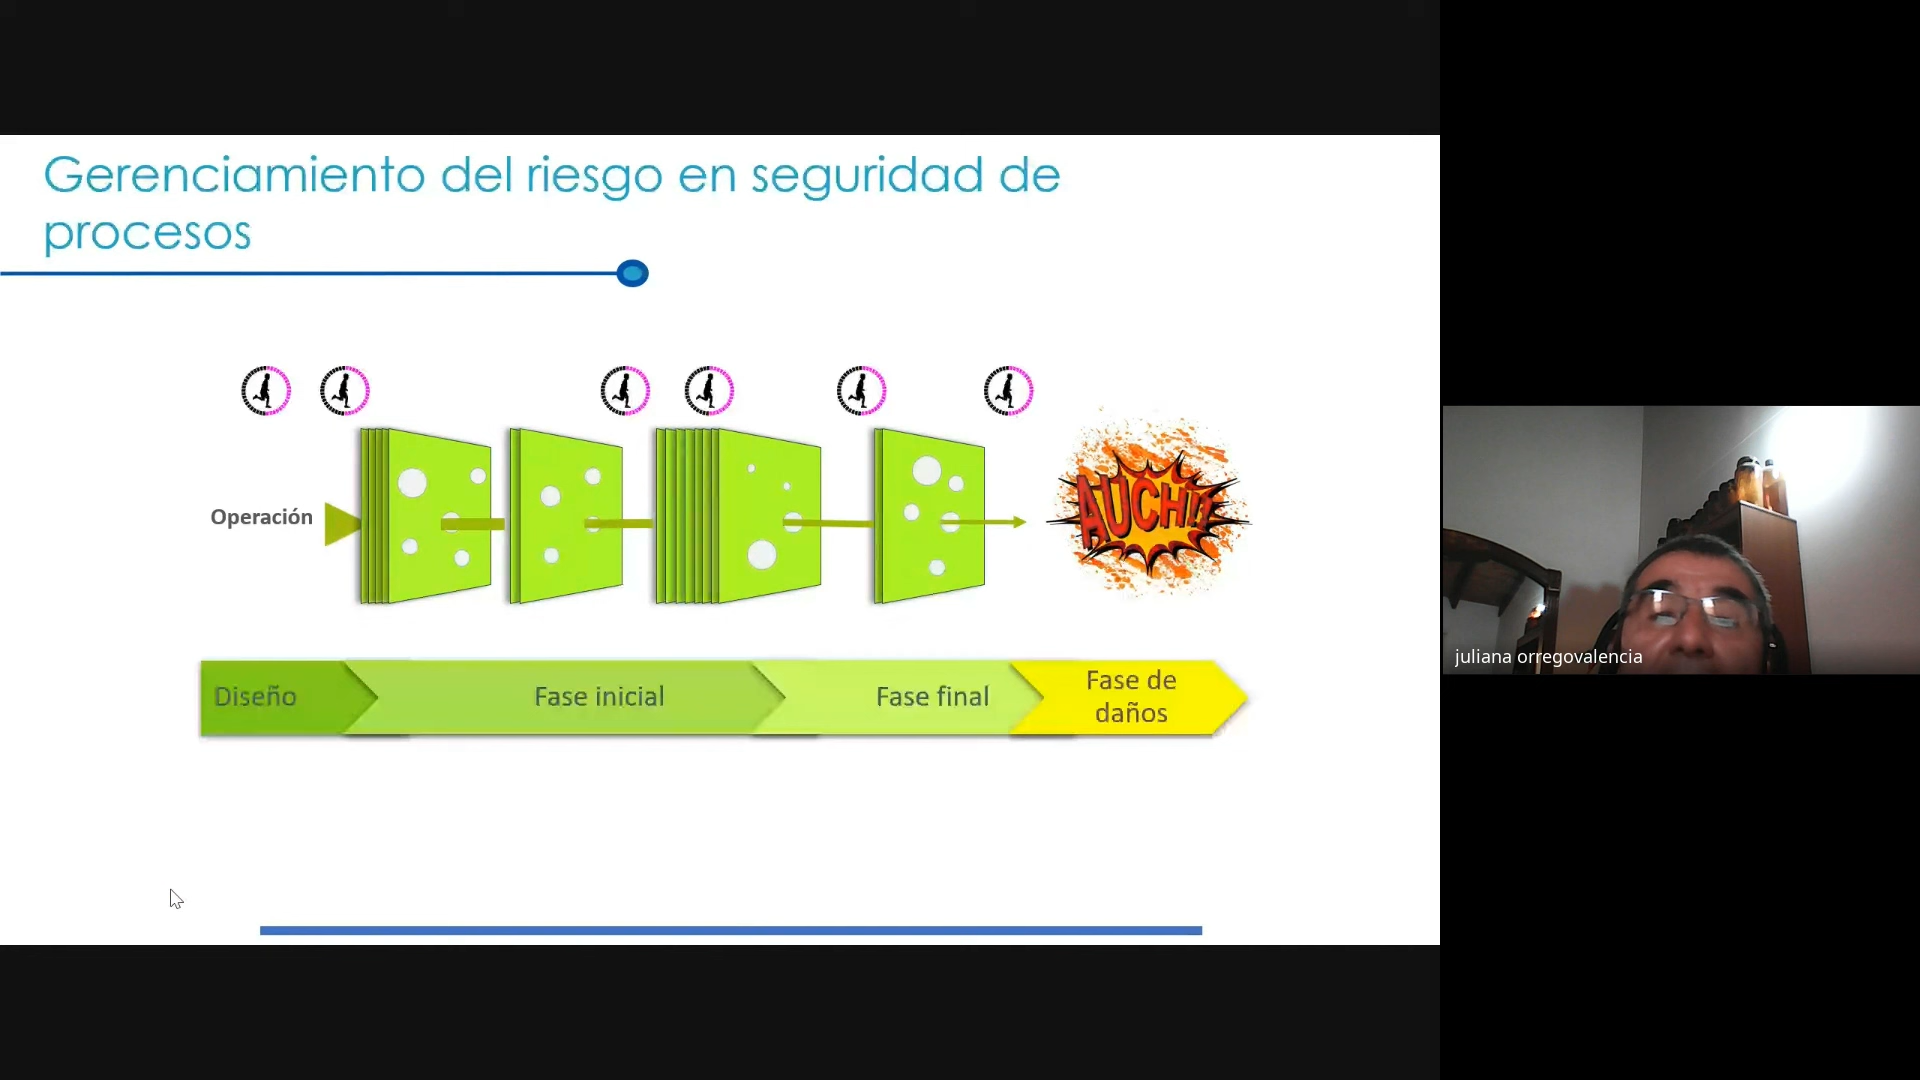 Gerenciamiento del riesgo en seguridad de
procesos
Operación
AUCH!!
Diseño
Fase inicial
Fase final
Fase de
daños
juliana orregovalencia